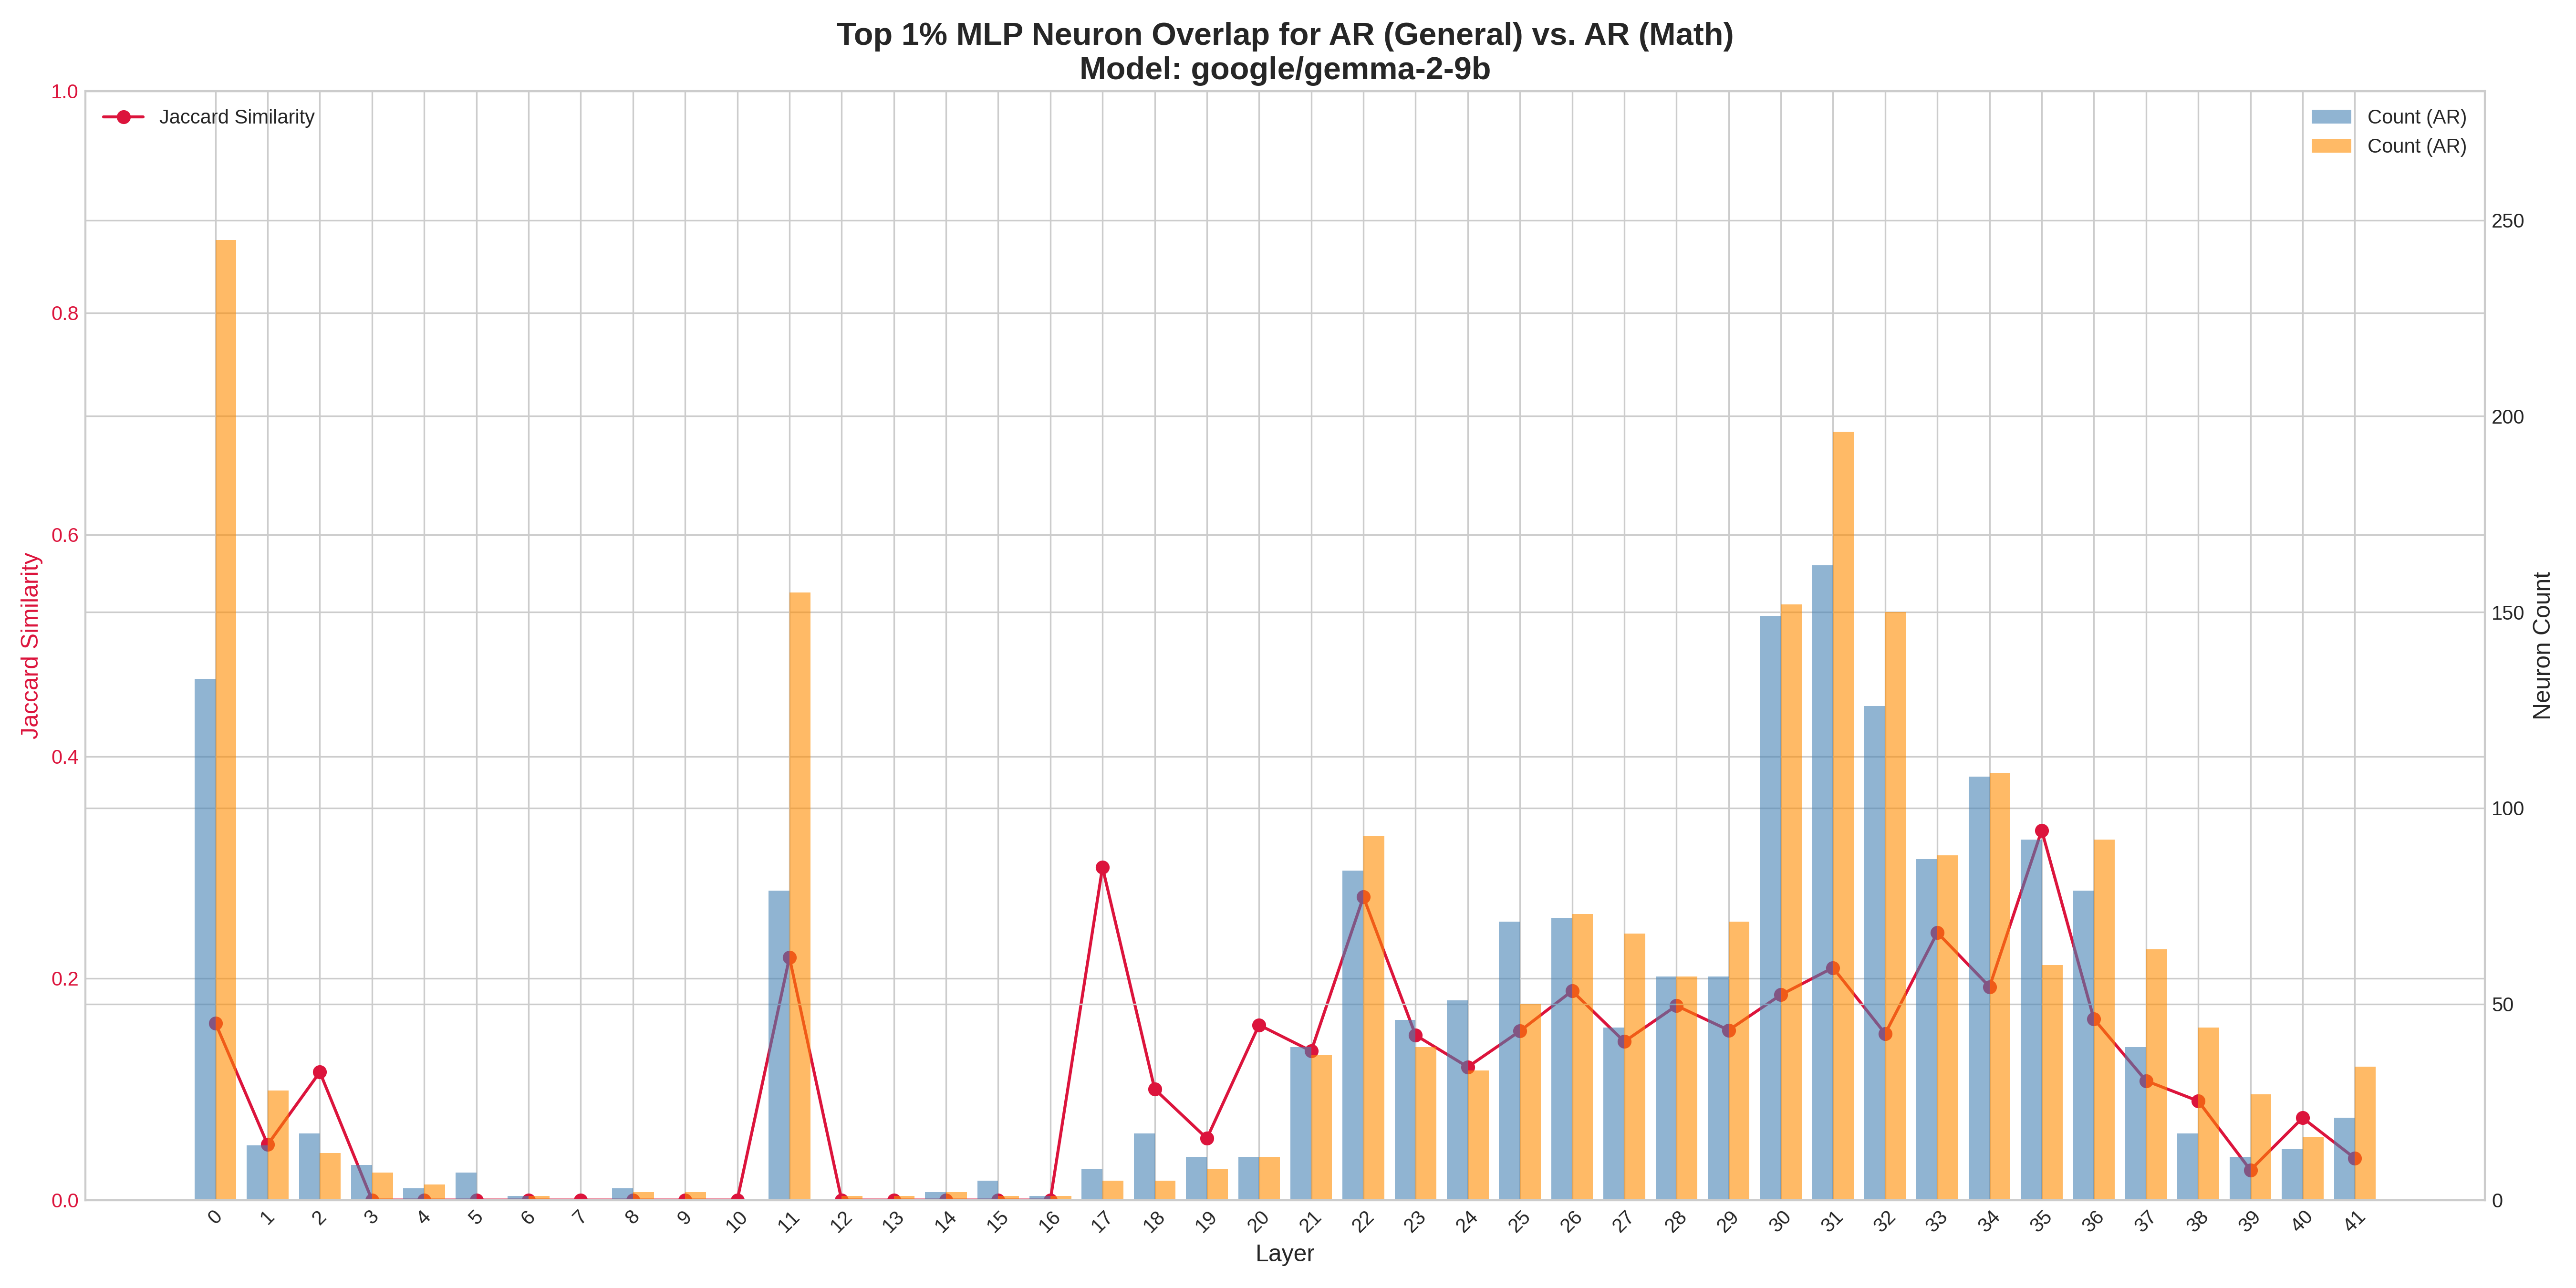 Top 1% MLP Neuron Overlap for AR (General) vs. AR (Math)
Model: google/gemma-2-9b
Jaccard Similarity
Count (AR)
Count (AR)
1.0
0.8
0.6
0.4
0.2
0.0
Jaccard Similarity
250
200
150
100
50
0
Neuron Count
0 1 2 3 4 5 6 7 8 9 10 11 12 13 14 15 16 17 18 19 20 21 22 23 24 25 26 27 28 29 30 31 32 33 34 35 36 37 38 39 40 41
Layer